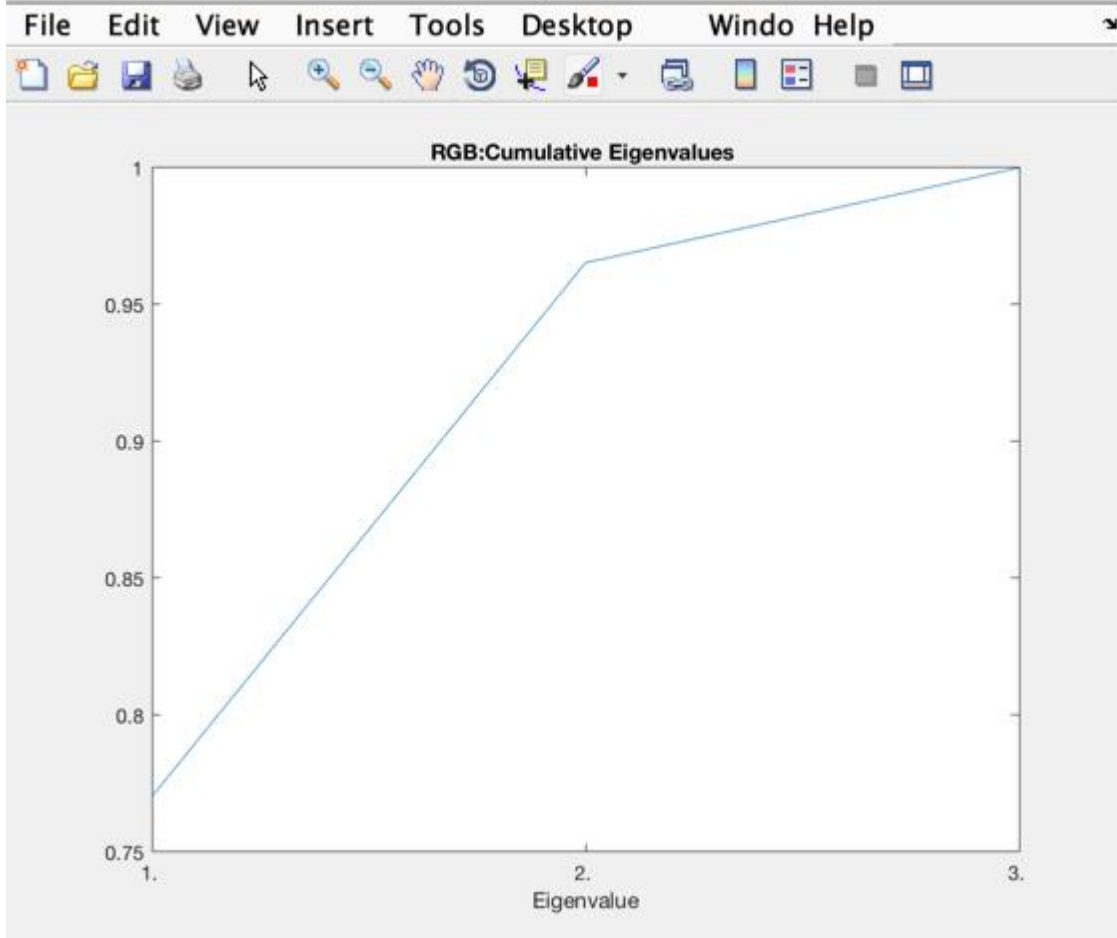 File Edit View Insert Tools Desktop Windo Help
RGB:Cumulative Eigenvalues
1
0.95
0.9
0.85
0.8
0.75
1. 2. 3.
Eigenvalue